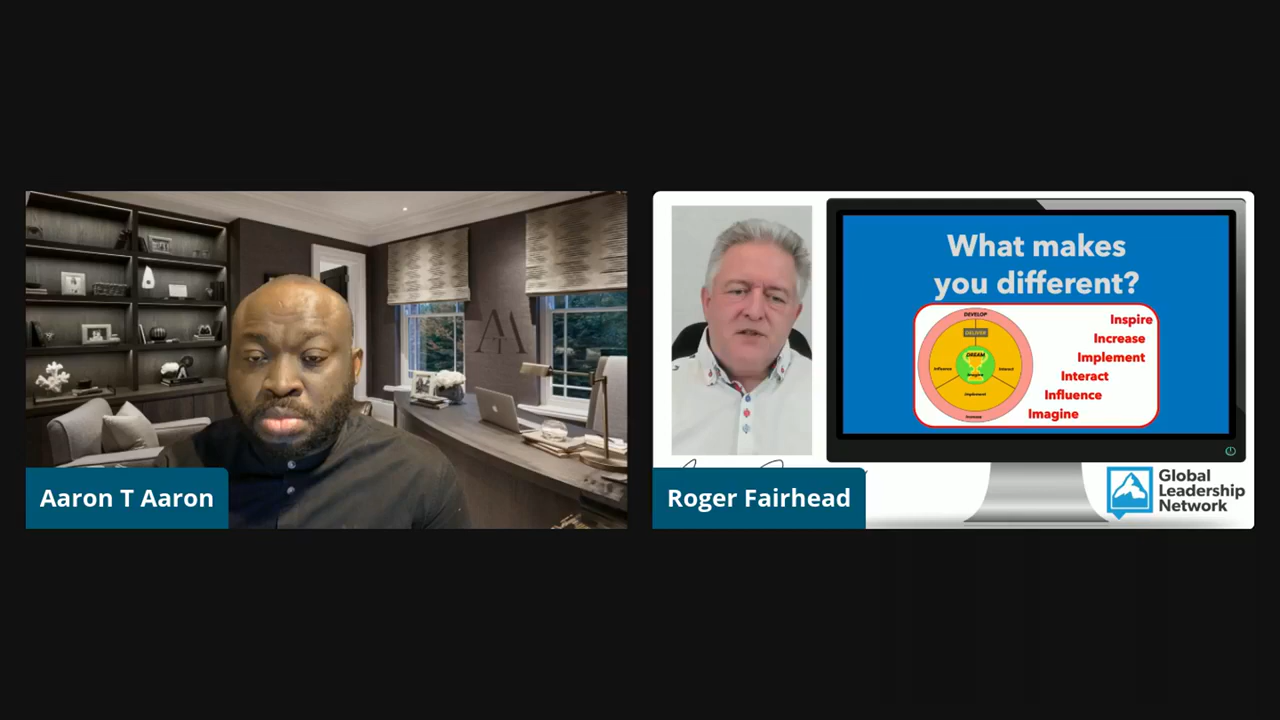 Aaron T Aaron
Roger Fairhead
What makes
you different?
DEVELOP
DELIVER
DREAM
Imagine
Influence
Interact
Implement
Increase
Inspire
Increase
Implement
Interact
Influence
Imagine
Global
Leadership
Network